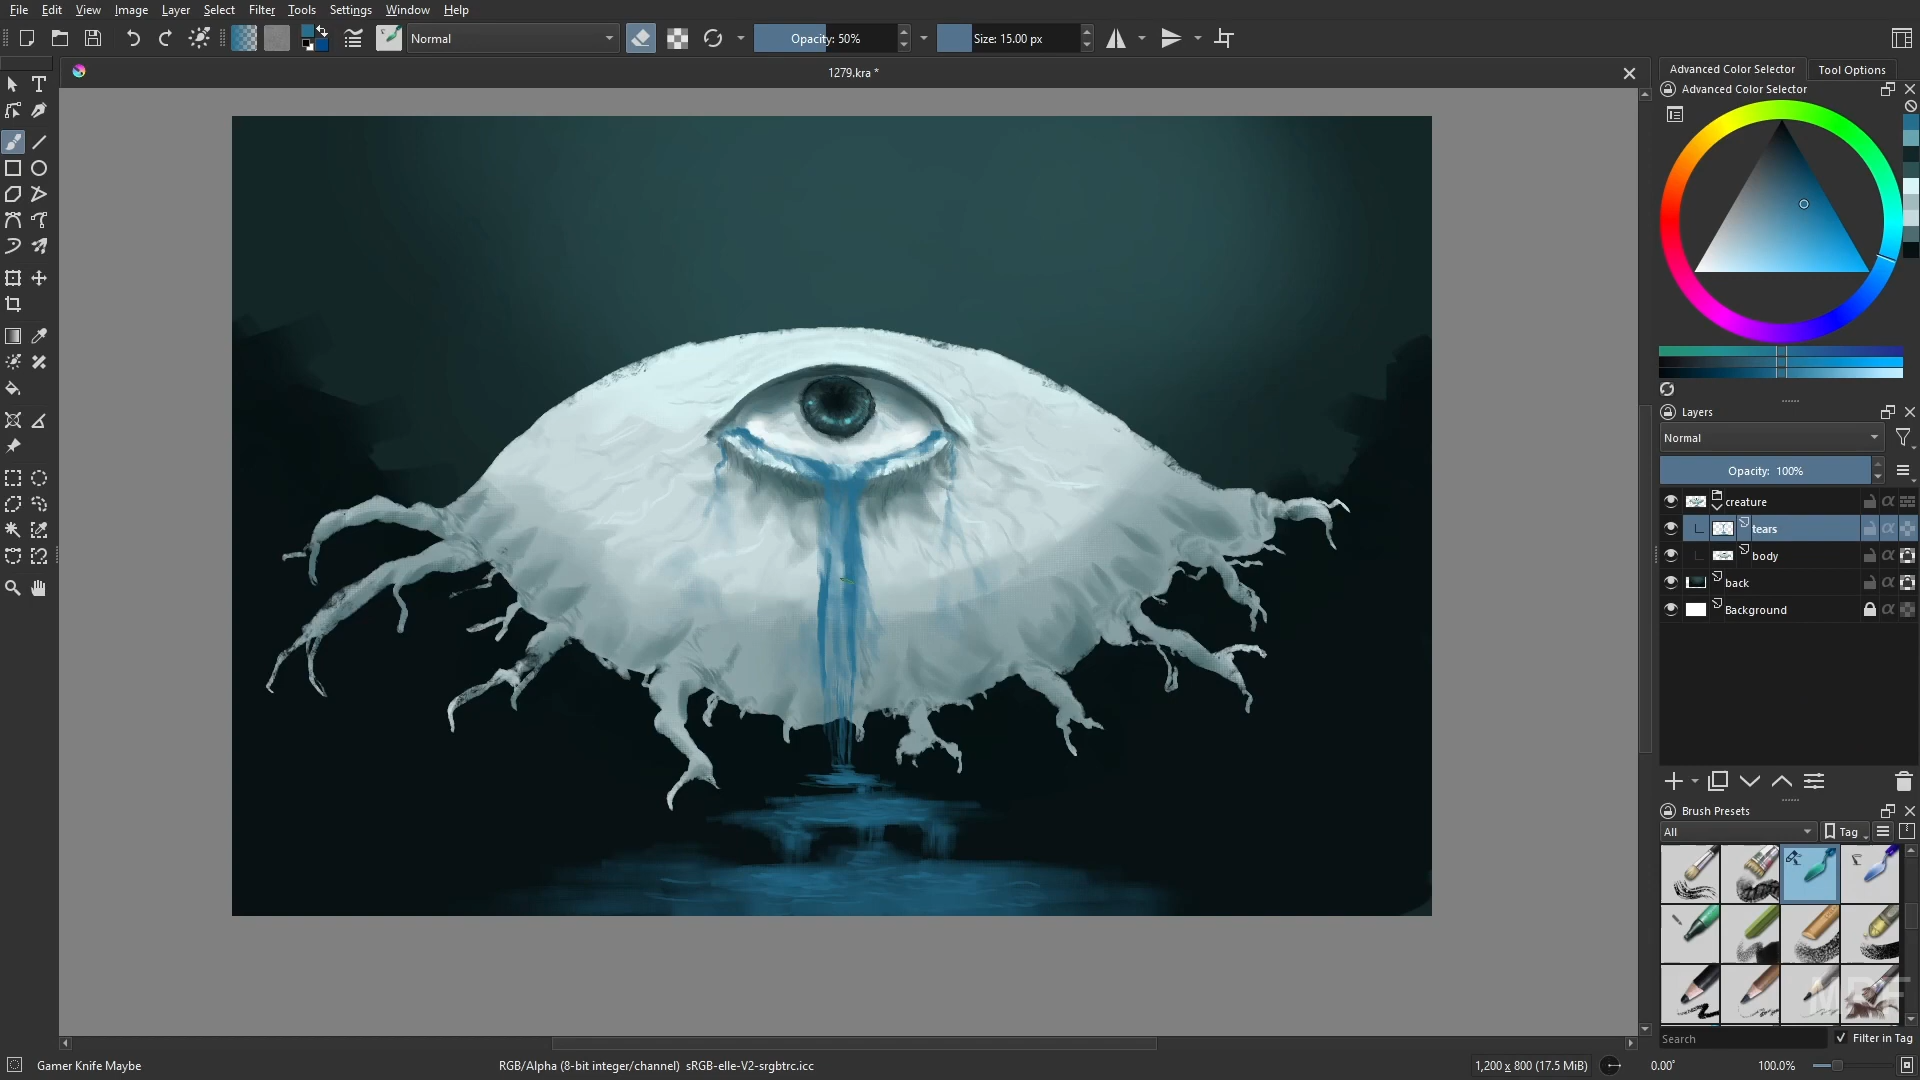 File Edit View Image Layer Select Filter Tools Settings Window Help
Normal Opacity: 50% Size: 15.00 px
1279.kra *
Advanced Color Selector Tool Options
Advanced Color Selector
Layers
Normal
Opacity: 100%
creature
tears
body
back
Background
Brush Presets
All Tag
Search Filter in Tag
Gamer Knife Maybe RGB/Alpha (8-bit integer/channel) sRGB-elle-V2-srgbtrc.icc 1,200 x 800 (17.5 MiB) 0.00° 100.0%